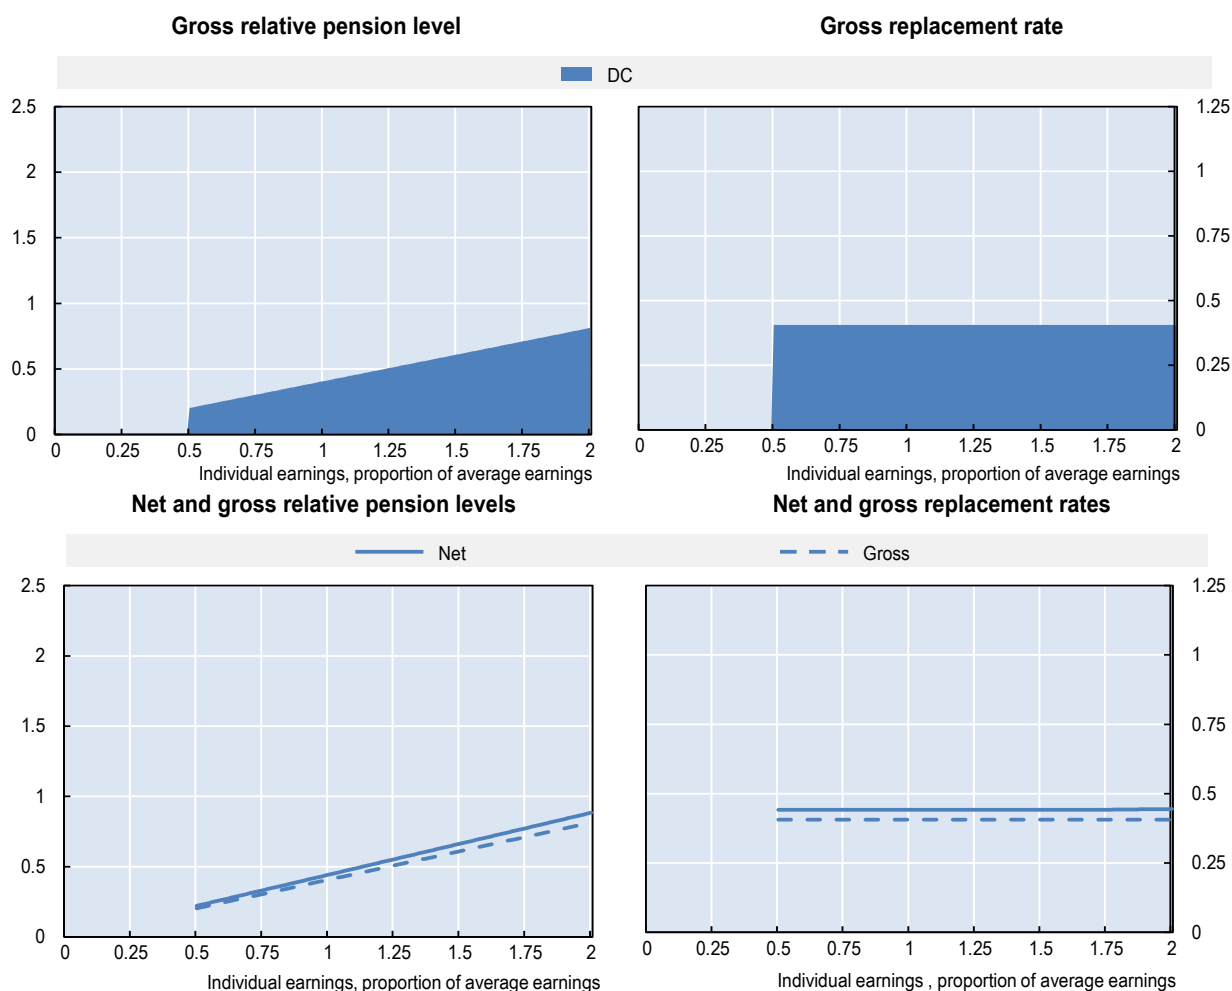 Gross relative pension level
Gross replacement rate
DC
2.5
2
1.5
1
0.5
0
0 0.25 0.5 0.75 1 1.25 1.5 1.75 2
Individual earnings, proportion of average earnings
1.25
1
0.75
0.5
0.25
0
0 0.25 0.5 0.75 1 1.25 1.5 1.75 2
Individual earnings, proportion of average earnings
Net and gross relative pension levels
Net and gross replacement rates
Net
Gross
2.5
2
1.5
1
0.5
0
0 0.25 0.5 0.75 1 1.25 1.5 1.75 2
Individual earnings, proportion of average earnings
1.25
1
0.75
0.5
0.25
0
0 0.25 0.5 0.75 1 1.25 1.5 1.75 2
Individual earnings , proportion of average earnings